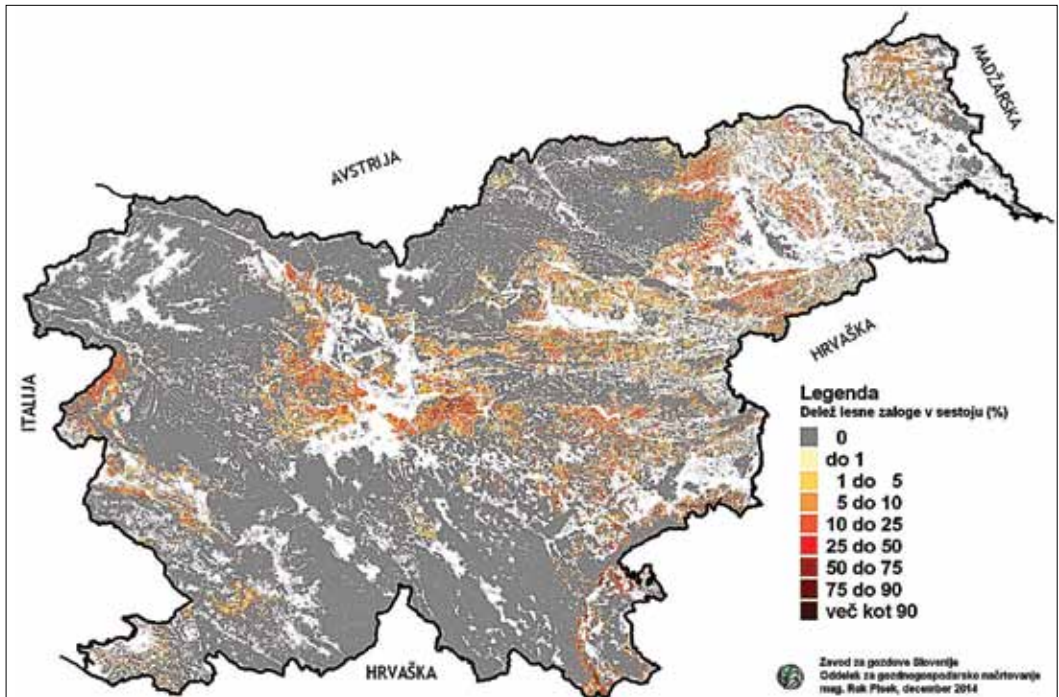 MADŽARSKA
AVSTRIJA
HRVAŠKA
ITALIJA
Legenda
Delež lesne zaloge v sestoju (%)
0
do 1
1 do 5
5 do 10
10 do 25
25 do 50
50 do 75
75 do 90
več kot 90
HRVAŠKA
Zavod za gozdove Slovenije
Oddelek za gozdnogospodarsko načrtovanje
mag. Rok Pisek, december 2014